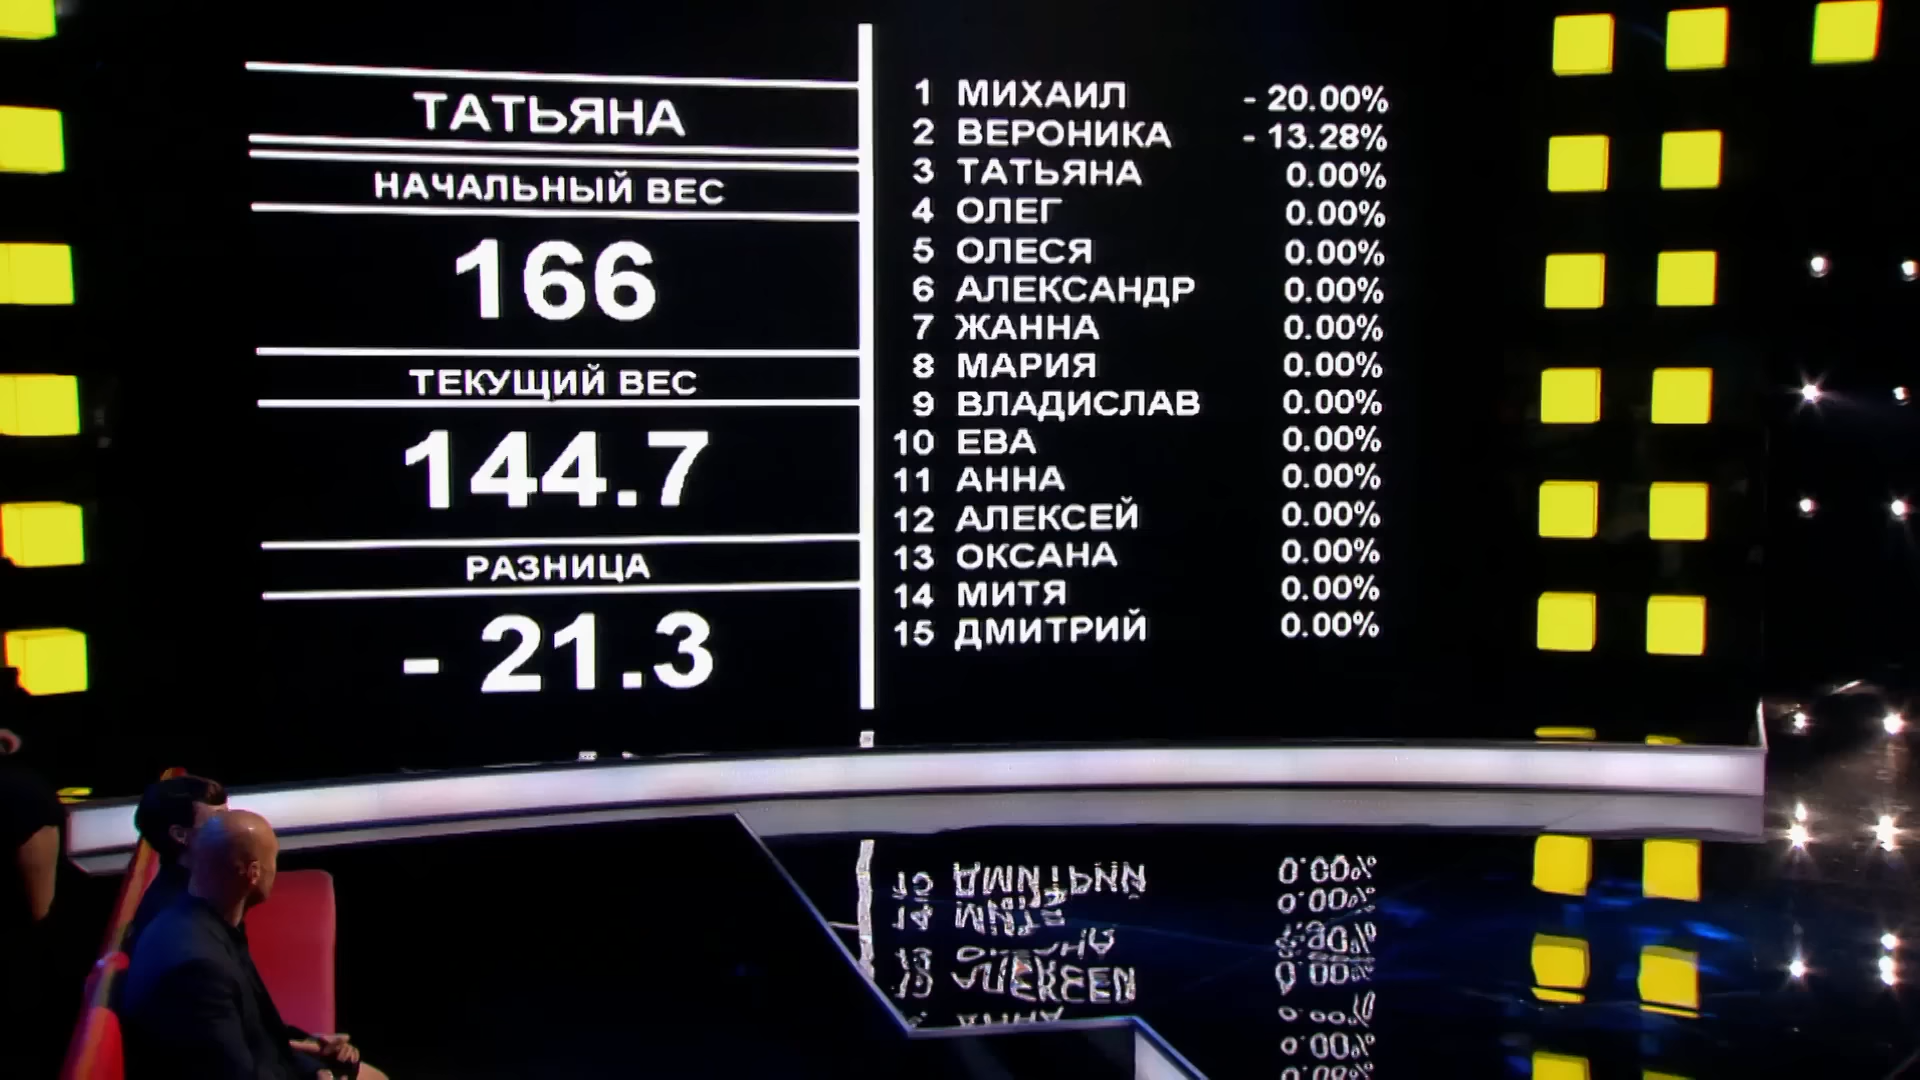 ТАТЬЯНА
НАЧАЛЬНЫЙ ВЕС
166
ТЕКУЩИЙ ВЕС
144.7
РАЗНИЦА
- 21.3
1 МИХАИЛ - 20.00%
2 ВЕРОНИКА - 13.28%
3 ТАТЬЯНА 0.00%
4 ОЛЕГ 0.00%
5 ОЛЕСЯ 0.00%
6 АЛЕКСАНДР 0.00%
7 ЖАННА 0.00%
8 МАРИЯ 0.00%
9 ВЛАДИСЛАВ 0.00%
10 ЕВА 0.00%
11 АННА 0.00%
12 АЛЕКСЕЙ 0.00%
13 ОКСАНА 0.00%
14 МИТЯ 0.00%
15 ДМИТРИЙ 0.00%